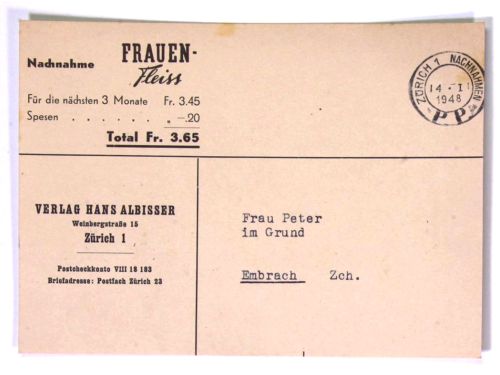 Nachnahme
FRAUEN-
Fleiss
Für die nächsten 3 Monate Fr. 3.45
Spesen . . . . . . . -.20
Total Fr. 3.65
ZÜRICH 1 NACHNAHMEN
14 - I
1948
PP
VERLAG HANS ALBISSER
Weinbergstraße 15
Zürich 1
Postcheckkonto VIII 18 183
Briefadresse: Postfach Zürich 23
Frau Peter
im Grund
Embrach Zch.